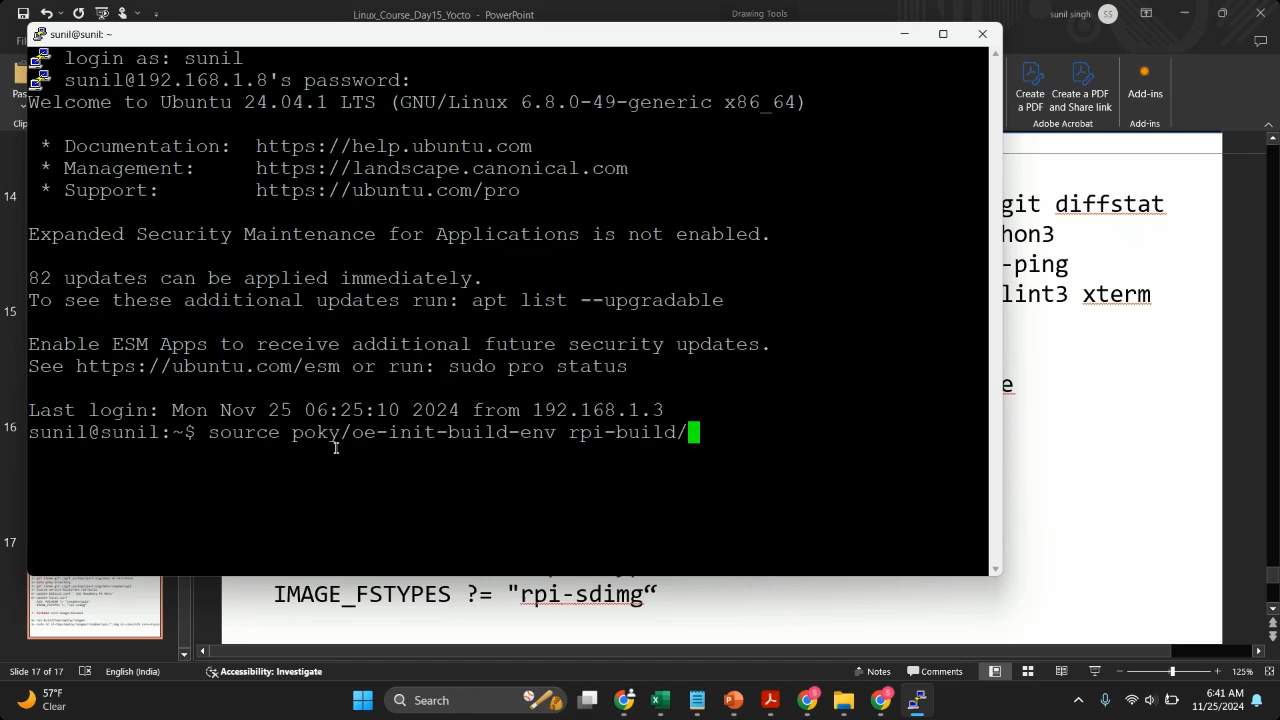 Linux_Course_Day15_Yocto - PowerPoint
Drawing Tools
sunil singh
SS
sunil@sunil: ~
login as: sunil
sunil@192.168.1.8's password:
Welcome to Ubuntu 24.04.1 LTS (GNU/Linux 6.8.0-49-generic x86_64)
* Documentation: https://help.ubuntu.com
* Management: https://landscape.canonical.com
* Support: https://ubuntu.com/pro
Expanded Security Maintenance for Applications is not enabled.
82 updates can be applied immediately.
To see these additional updates run: apt list --upgradable
Enable ESM Apps to receive additional future security updates.
See https://ubuntu.com/esm or run: sudo pro status
Last login: Mon Nov 25 06:25:10 2024 from 192.168.1.3
sunil@sunil:~$ source poky/oe-init-build-env rpi-build/
Create a PDF
Create a PDF and Share link
Add-ins
Adobe Acrobat
Add-ins
git diffstat
hon3
-ping
lint3 xterm
e
14
15
16
17
IMAGE_FSTYPES ?= "rpi-sdimg“
Slide 17 of 17
English (India)
Accessibility: Investigate
Notes
Comments
125%
57°F
Clear
Search
6:41 AM
11/25/2024